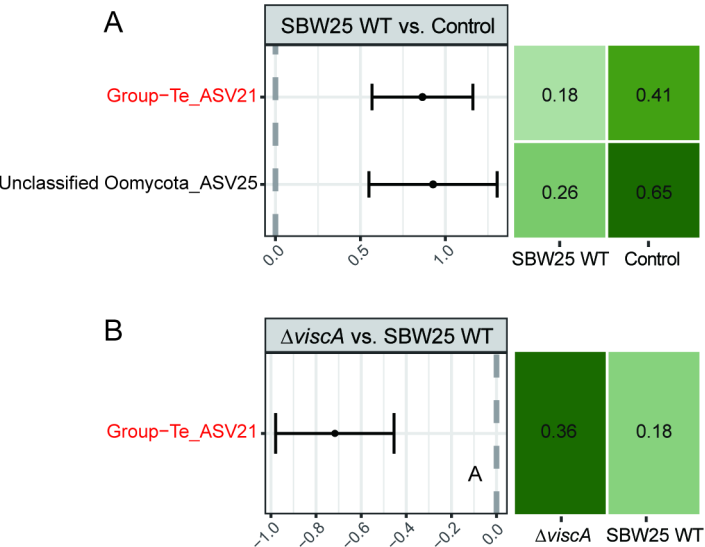 A
SBW25 WT vs. Control
Group−Te_ASV21
0.18 0.41
Unclassified Oomycota_ASV25
0.26 0.65
0.0 0.5 1.0
SBW25 WT Control
B
ΔviscA vs. SBW25 WT
Group−Te_ASV21
0.36 0.18
A
−1.0 −0.8 −0.6 −0.4 −0.2 0.0
ΔviscA SBW25 WT